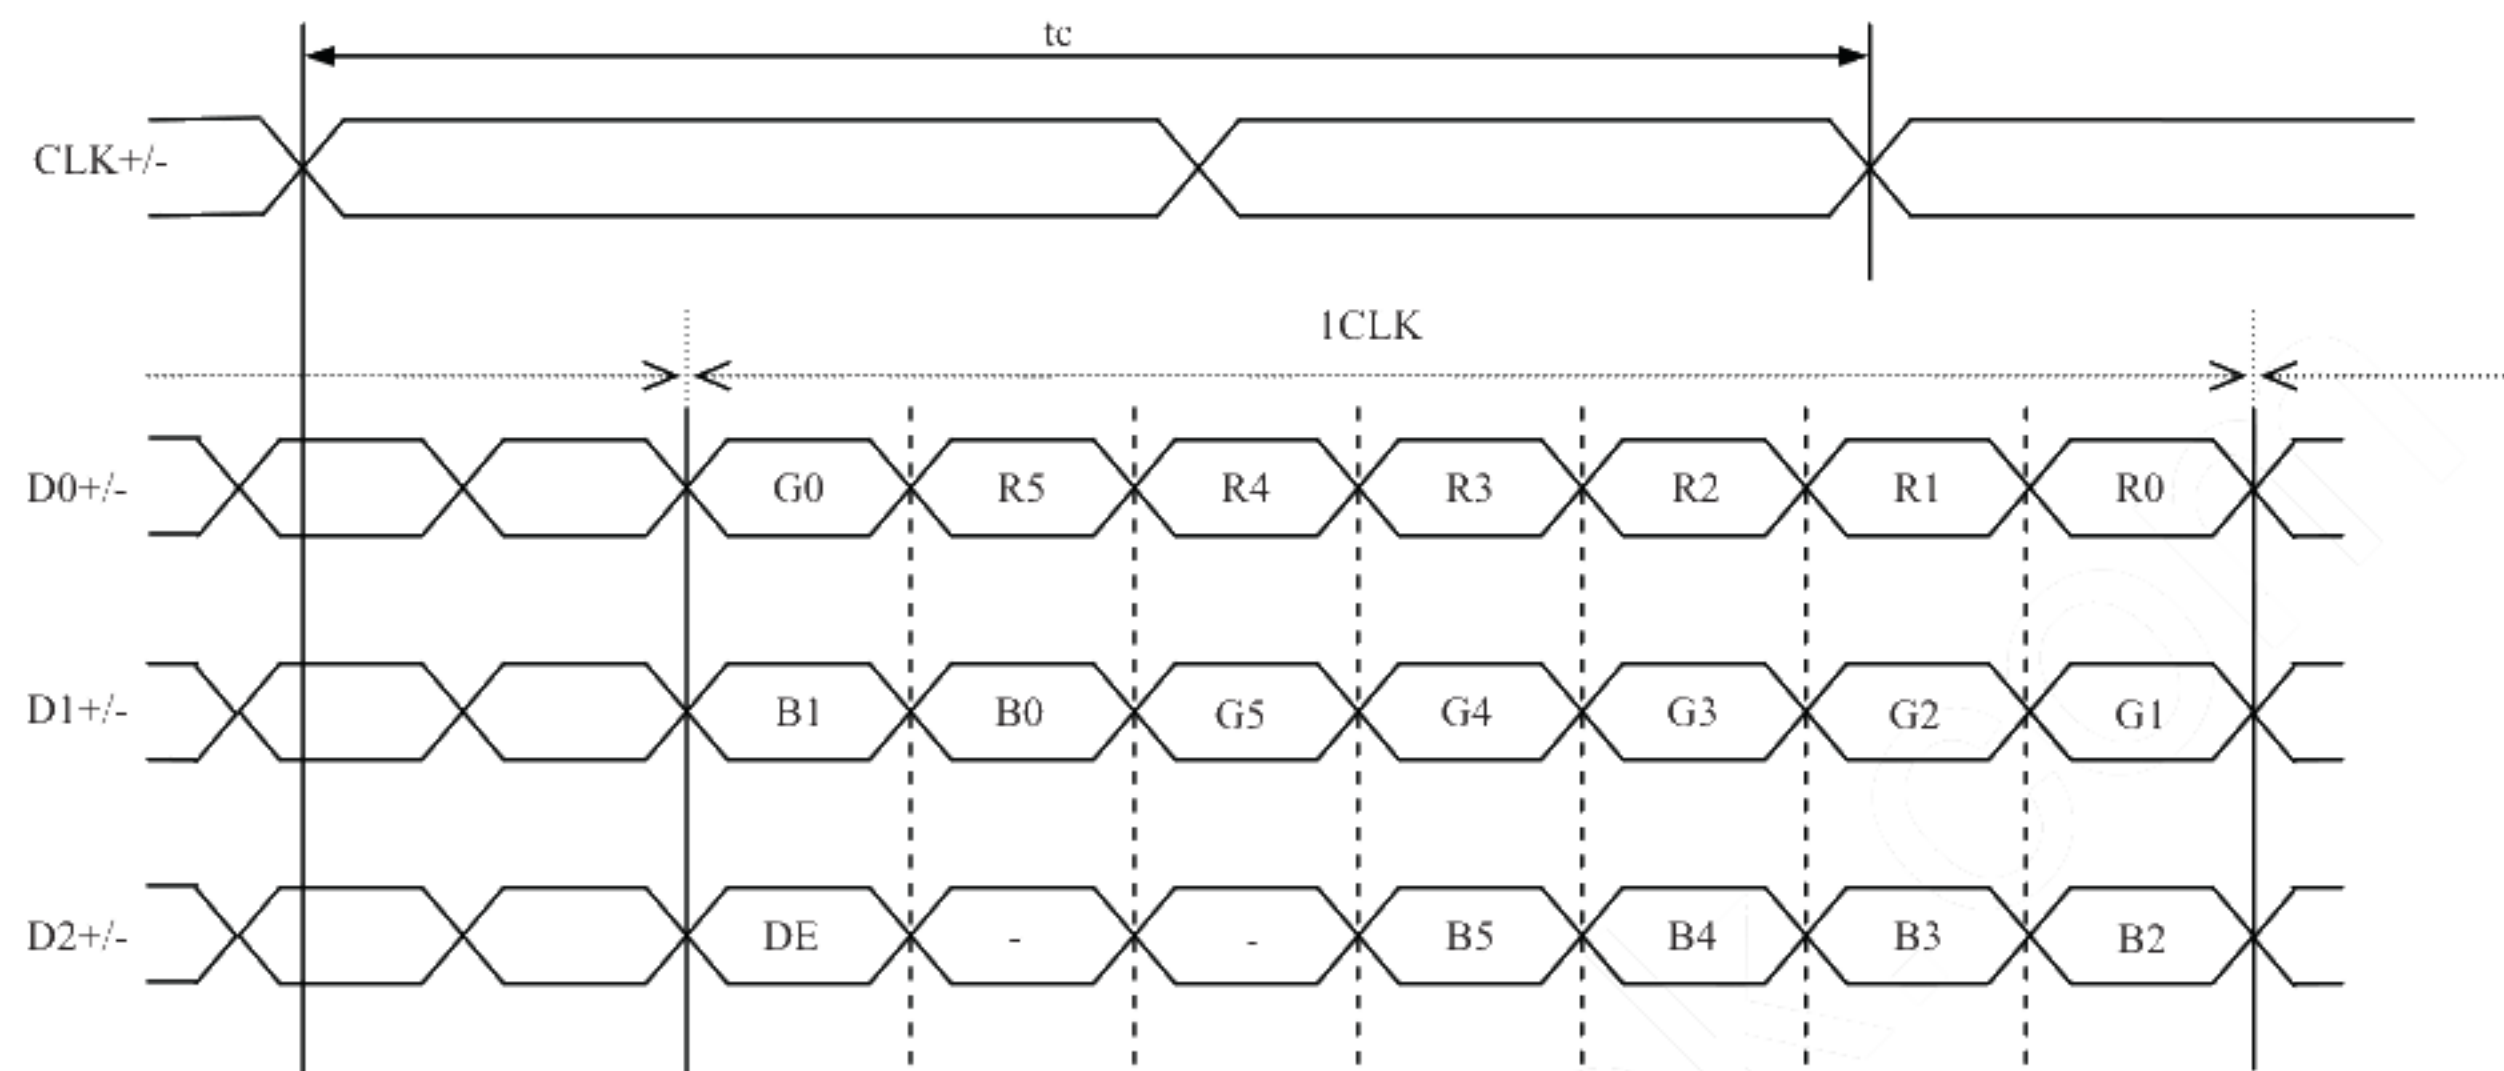 tc
CLK+/-
1CLK
D0+/- G0 R5 R4 R3 R2 R1 R0
D1+/- B1 B0 G5 G4 G3 G2 G1
D2+/- DE - - B5 B4 B3 B2